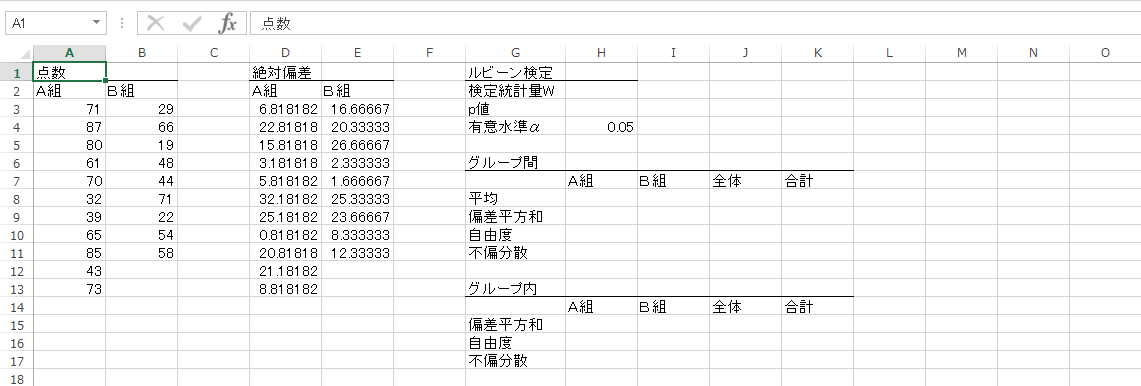 A1 fx 点数
A B C D E F G H I J K L M N O
1 点数 絶対偏差 ルビーン検定
2 A組 B組 A組 B組 検定統計量W
3 71 29 6.818182 16.66667 p値
4 87 66 22.81818 20.33333 有意水準α 0.05
5 80 19 15.81818 26.66667
6 61 48 3.181818 2.333333 グループ間
7 70 44 5.818182 1.666667 A組 B組 全体 合計
8 32 71 32.18182 25.33333 平均
9 39 22 25.18182 23.66667 偏差平方和
10 65 54 0.818182 8.333333 自由度
11 85 58 20.81818 12.33333 不偏分散
12 43 21.18182
13 73 8.818182 グループ内
14 A組 B組 全体 合計
15 偏差平方和
16 自由度
17 不偏分散
18